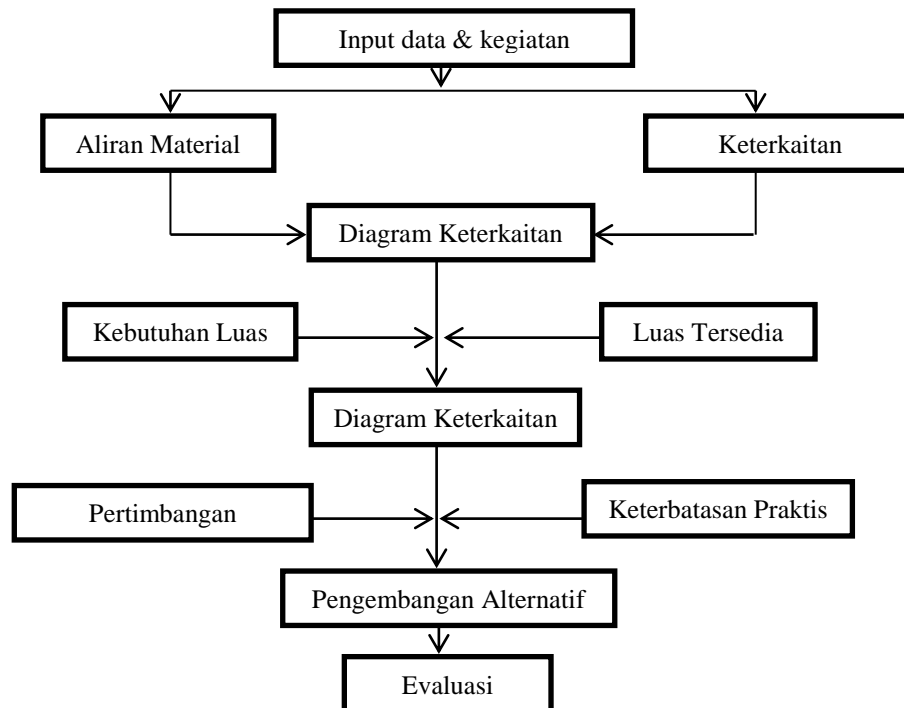 Input data & kegiatan
Aliran Material
Keterkaitan
Diagram Keterkaitan
Kebutuhan Luas
Luas Tersedia
Diagram Keterkaitan
Pertimbangan
Keterbatasan Praktis
Pengembangan Alternatif
Evaluasi